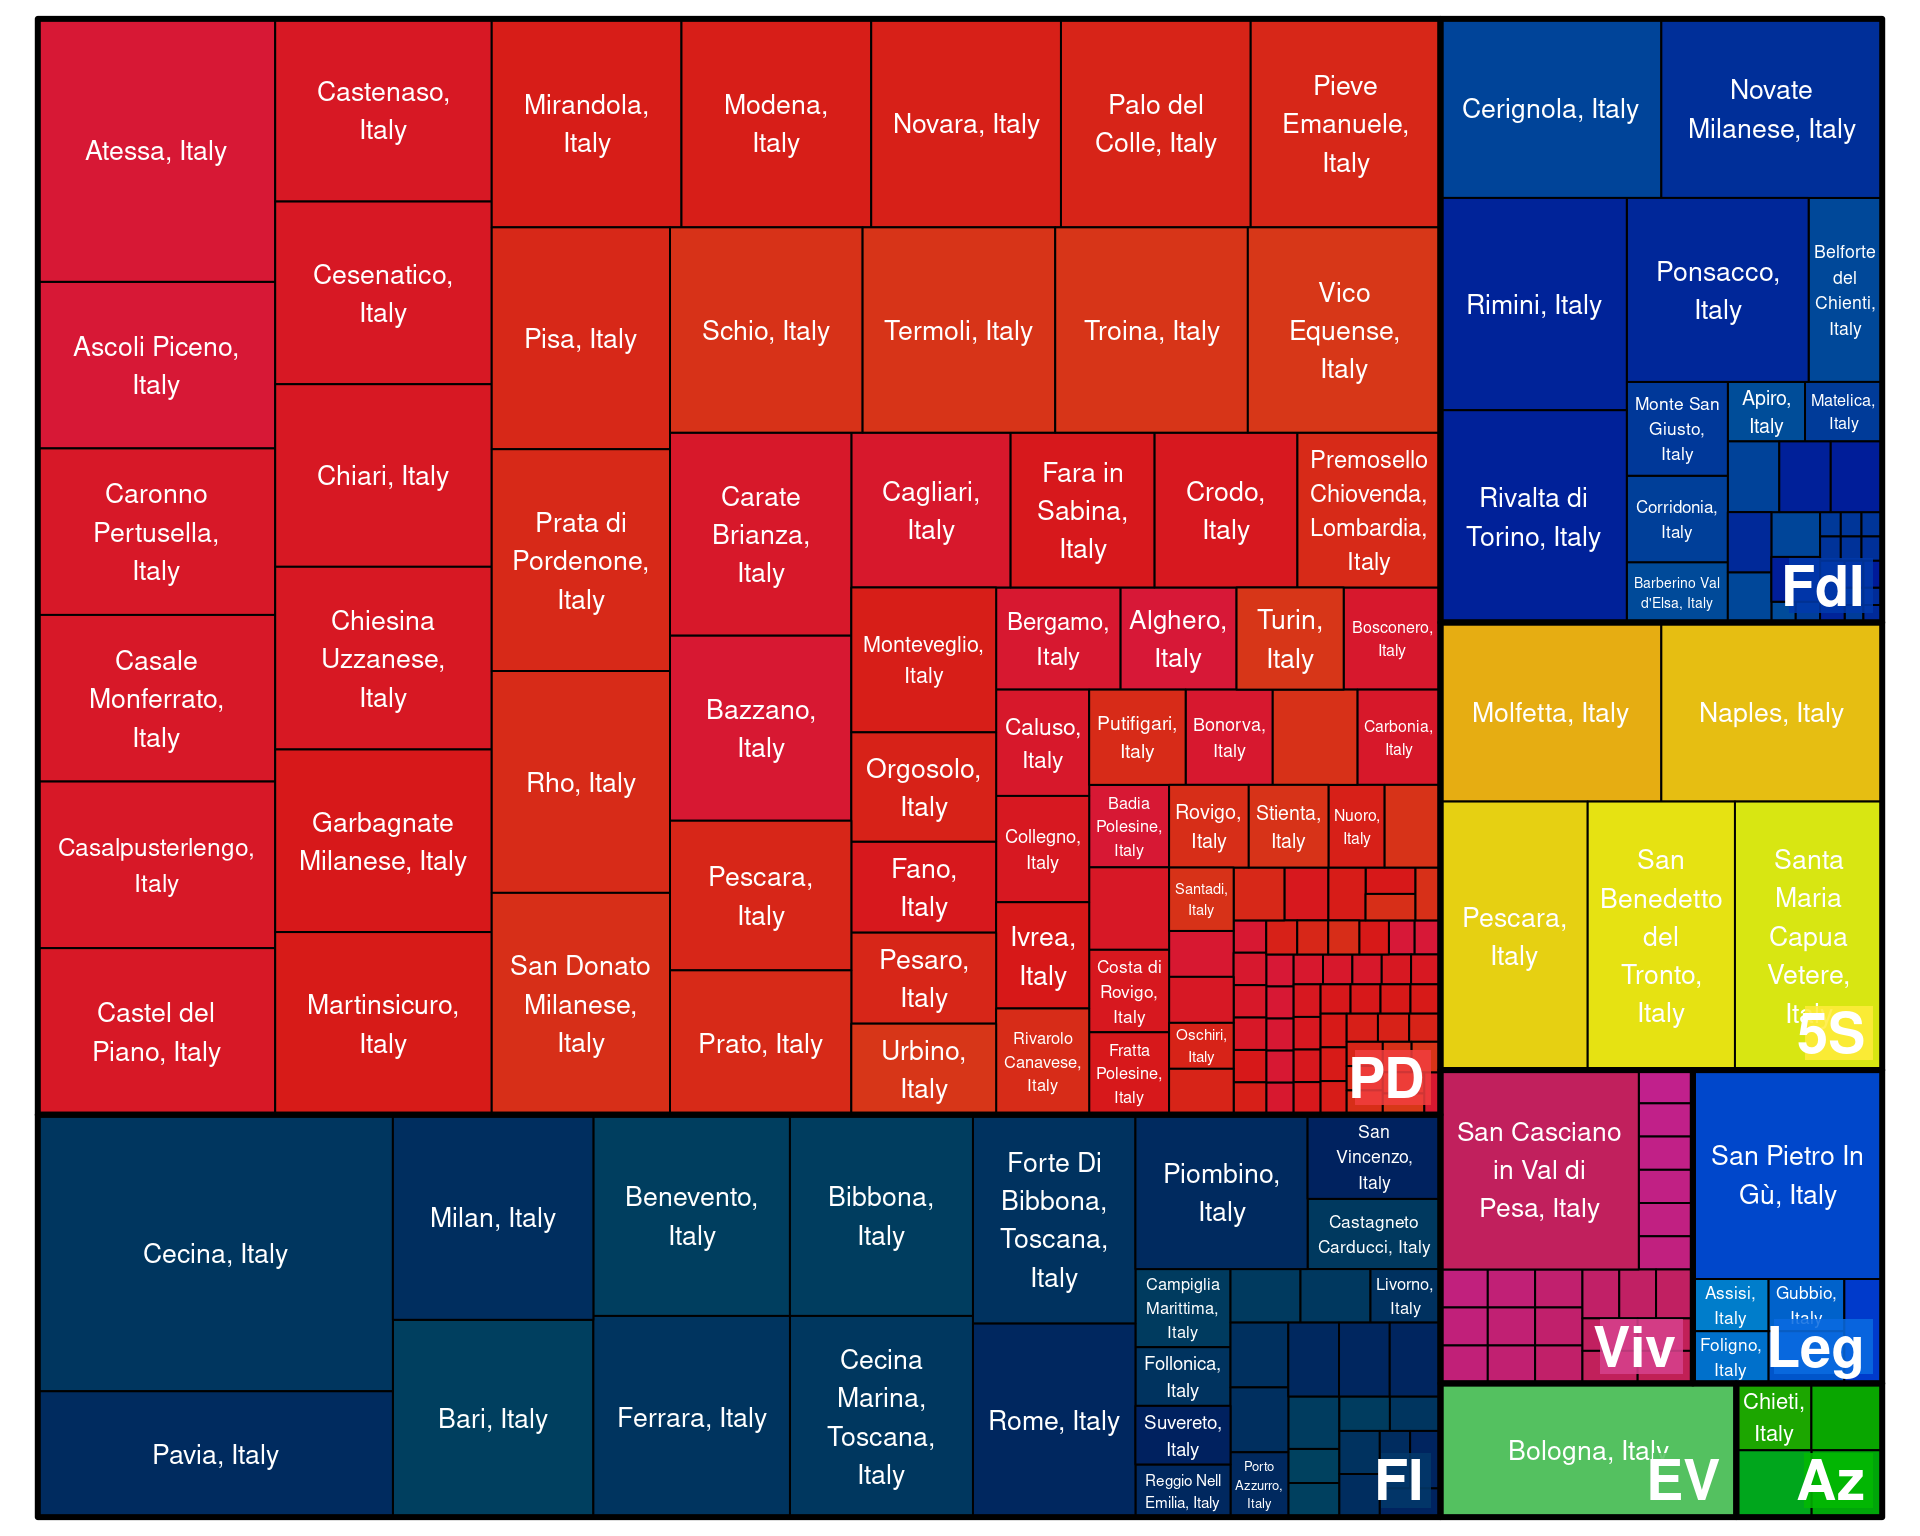 Atessa, Italy
Ascoli Piceno,
Italy
Caronno
Pertusella,
Italy
Casale
Monferrato,
Italy
Casalpusterlengo,
Italy
Castel del
Piano, Italy
Castenaso,
Italy
Cesenatico,
Italy
Chiari, Italy
Chiesina
Uzzanese,
Italy
Garbagnate
Milanese, Italy
Martinsicuro,
Italy
Mirandola,
Italy
Modena,
Italy
Novara, Italy
Palo del
Colle, Italy
Pieve
Emanuele,
Italy
Pisa, Italy
Prata di
Pordenone,
Italy
Rho, Italy
San Donato
Milanese,
Italy
Schio, Italy
Termoli, Italy
Troina, Italy
Vico
Equense,
Italy
Carate
Brianza,
Italy
Bazzano,
Italy
Pescara,
Italy
Prato, Italy
Cagliari,
Italy
Fara in
Sabina,
Italy
Crodo,
Italy
Premosello
Chiovenda,
Lombardia,
Italy
Monteveglio,
Italy
Orgosolo,
Italy
Fano,
Italy
Pesaro,
Italy
Urbino,
Italy
Bergamo,
Italy
Alghero,
Italy
Turin,
Italy
Bosconero,
Italy
Caluso,
Italy
Collegno,
Italy
Ivrea,
Italy
Rivarolo
Canavese,
Italy
Putifigari,
Italy
Bonorva,
Italy
Carbonia,
Italy
Badia
Polesine,
Italy
Rovigo,
Italy
Stienta,
Italy
Nuoro,
Italy
Costa di
Rovigo,
Italy
Fratta
Polesine,
Italy
Santadi,
Italy
Oschiri,
Italy
PD
Cecina, Italy
Pavia, Italy
Milan, Italy
Bari, Italy
Benevento,
Italy
Ferrara, Italy
Bibbona,
Italy
Cecina
Marina,
Toscana,
Italy
Forte Di
Bibbona,
Toscana,
Italy
Rome, Italy
Piombino,
Italy
San
Vincenzo,
Italy
Castagneto
Carducci, Italy
Campiglia
Marittima,
Italy
Follonica,
Italy
Suvereto,
Italy
Reggio Nell
Emilia, Italy
Livorno,
Italy
Porto
Azzurro,
Italy
FI
Cerignola, Italy
Novate
Milanese, Italy
Rimini, Italy
Rivalta di
Torino, Italy
Ponsacco,
Italy
Belforte
del
Chienti,
Italy
Monte San
Giusto,
Italy
Corridonia,
Italy
Barberino Val
d'Elsa, Italy
Apiro,
Italy
Matelica,
Italy
FdI
Molfetta, Italy
Naples, Italy
Pescara,
Italy
San
Benedetto
del
Tronto,
Italy
Santa
Maria
Capua
Vetere,
Italy
5S
San Casciano
in Val di
Pesa, Italy
Viv
San Pietro In
Gù, Italy
Assisi,
Italy
Foligno,
Italy
Gubbio,
Italy
Leg
Bologna, Italy
EV
Chieti,
Italy
Az